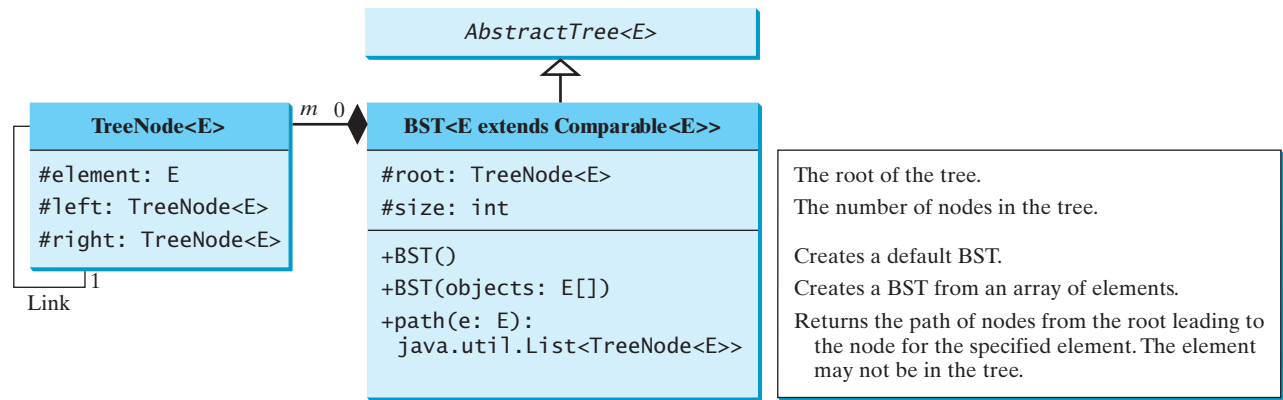 AbstractTree<E>
m 0
TreeNode<E>
#element: E
#left: TreeNode<E>
#right: TreeNode<E>
1
Link
BST<E extends Comparable<E>>
#root: TreeNode<E>
#size: int
+BST()
+BST(objects: E[])
+path(e: E):
java.util.List<TreeNode<E>>
The root of the tree.
The number of nodes in the tree.
Creates a default BST.
Creates a BST from an array of elements.
Returns the path of nodes from the root leading to
the node for the specified element. The element
may not be in the tree.